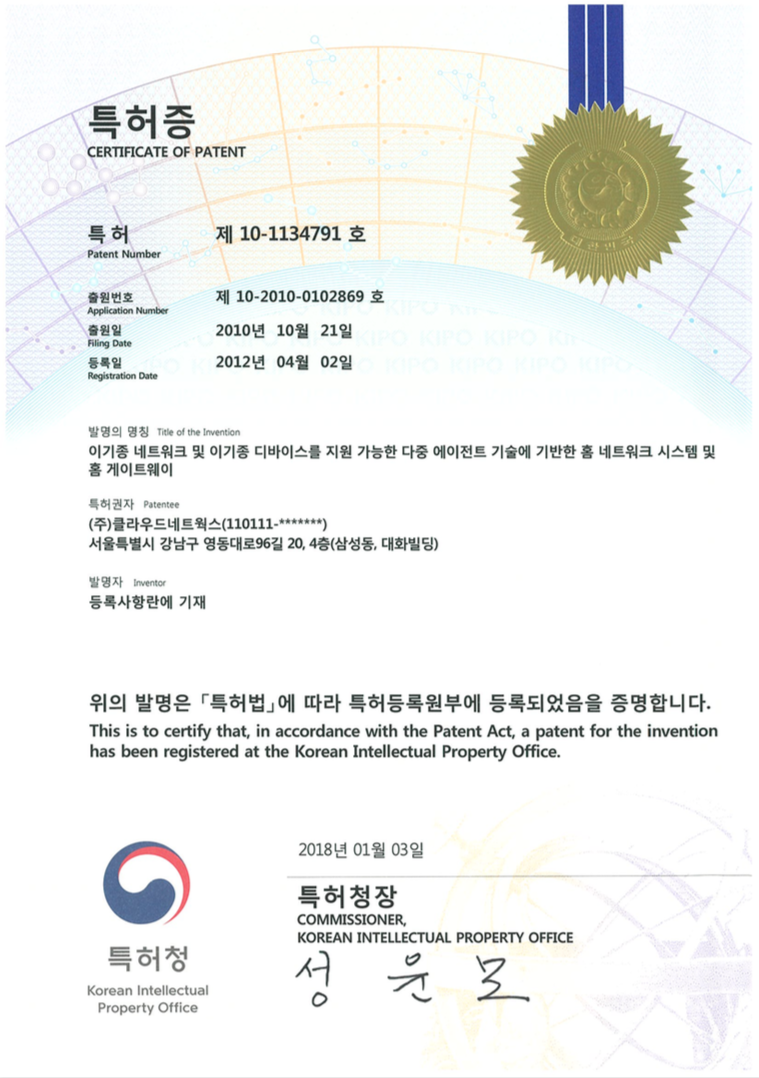 특허증
CERTIFICATE OF PATENT
특허 제 10-1134791 호
Patent Number
출원번호 제 10-2010-0102869 호
Application Number
출원일 2010년 10월 21일
Filing Date
등록일 2012년 04월 02일
Registration Date
발명의 명칭 Title of the Invention
이기종 네트워크 및 이기종 디바이스를 지원 가능한 다중 에이전트 기술에 기반한 홈 네트워크 시스템 및
홈 게이트웨이
특허권자 Patentee
(주)클라우드네트웍스(110111-*******)
서울특별시 강남구 영동대로96길 20, 4층(삼성동, 대화빌딩)
발명자 Inventor
등록사항란에 기재
위의 발명은 「특허법」에 따라 특허등록원부에 등록되었음을 증명합니다.
This is to certify that, in accordance with the Patent Act, a patent for the invention
has been registered at the Korean Intellectual Property Office.
2018년 01월 03일
특허청장
COMMISSIONER,
KOREAN INTELLECTUAL PROPERTY OFFICE
성 윤 모
특허청
Korean Intellectual
Property Office
대한민국
KIPO KIPO KIPO KIPO